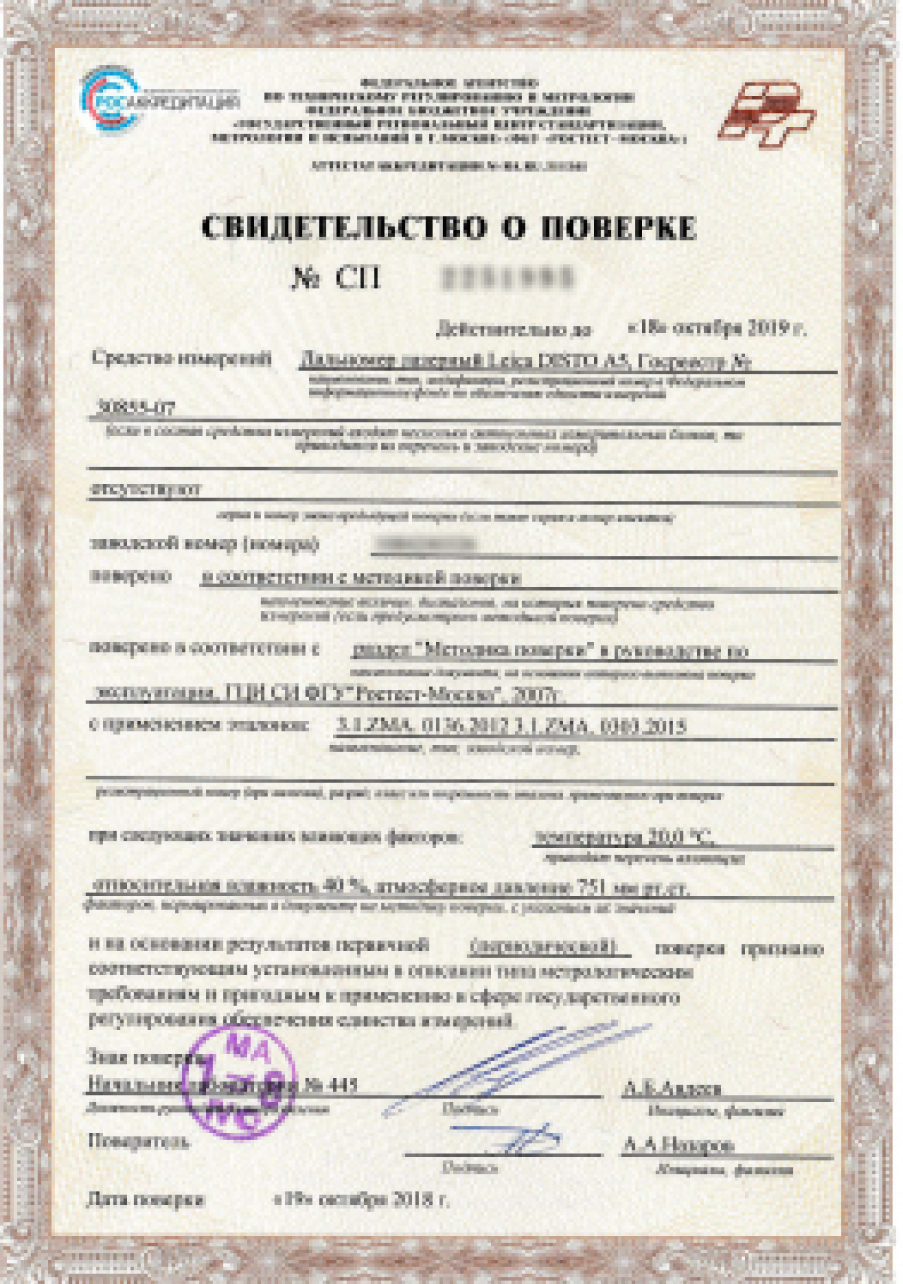 РОСАККРЕДИТАЦИЯ
ФЕДЕРАЛЬНОЕ АГЕНТСТВО
ПО ТЕХНИЧЕСКОМУ РЕГУЛИРОВАНИЮ И МЕТРОЛОГИИ
ФЕДЕРАЛЬНОЕ БЮДЖЕТНОЕ УЧРЕЖДЕНИЕ
«ГОСУДАРСТВЕННЫЙ РЕГИОНАЛЬНЫЙ ЦЕНТР СТАНДАРТИЗАЦИИ,
МЕТРОЛОГИИ И ИСПЫТАНИЙ В Г. МОСКВЕ» «РОСТЕСТ-МОСКВА»)
АТТЕСТАТ АККРЕДИТАЦИИ №
СВИДЕТЕЛЬСТВО О ПОВЕРКЕ
№ СП
Действительно до «18» октября 2019 г.
Средство измерений Дальномер лазерный Leica DISTO A5, Госреестр №
наименование, тип, модификация, регистрационный номер в Федеральном
информационном фонде по обеспечению единства измерений
30855-07
(если в состав средства измерений входят несколько автономных измерительных блоков, то
приводится их перечень и заводские номера)
отсутствуют
серия и номер знака предыдущей поверки (если такие серия и номер имеются)
заводской номер (номера)
поверено в соответствии с методикой поверки
наименование величин, диапазонов, на которых поверено средство
измерений (если предусмотрено методикой поверки)
поверено в соответствии с раздел "Методика поверки" в руководстве по
наименование документа, на основании которого выполнена поверка
эксплуатации, ГЦИ СИ ФГУ "Ростест-Москва", 2007г.
с применением эталонов: 3.1.ZMA. 0136.2012 3.1.ZMA. 0303.2015
наименование, тип, заводской номер,
регистрационный номер (при наличии), разряд, класс или погрешность эталона, применяемого при поверке
при следующих значениях влияющих факторов: температура 20,0 °С,
приводят перечень влияющих
относительная влажность 40 %, атмосферное давление 751 мм рт.ст.
факторов, нормированных в документе на методику поверки, с указанием их значений
и на основании результатов первичной (периодической) поверки признано
соответствующим установленным в описании типа метрологическим
требованиям и пригодным к применению в сфере государственного
регулирования обеспечения единства измерений.
Знак поверки
МА
Начальник лаборатории № 445 А.Е.Авдеев
Подпись Инициалы, фамилия
Поверитель А.А.Назаров
Подпись Инициалы, фамилия
Дата поверки «19» октября 2018 г.